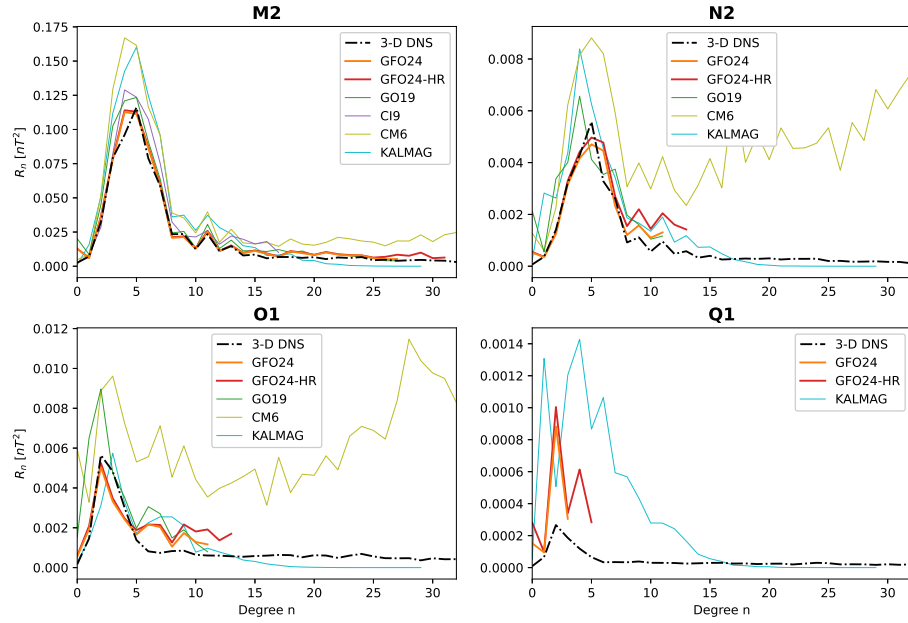 M2
0.175
0.150
0.125
0.100
0.075
0.050
0.025
0.000
R_n [nT^2]
0 5 10 15 20 25 30
3-D DNS
GFO24
GFO24-HR
GO19
CI9
CM6
KALMAG
N2
0.008
0.006
0.004
0.002
0.000
0 5 10 15 20 25 30
3-D DNS
GFO24
GFO24-HR
GO19
CM6
KALMAG
O1
0.012
0.010
0.008
0.006
0.004
0.002
0.000
R_n [nT^2]
0 5 10 15 20 25 30
Degree n
3-D DNS
GFO24
GFO24-HR
GO19
CM6
KALMAG
Q1
0.0014
0.0012
0.0010
0.0008
0.0006
0.0004
0.0002
0.0000
0 5 10 15 20 25 30
Degree n
3-D DNS
GFO24
GFO24-HR
KALMAG